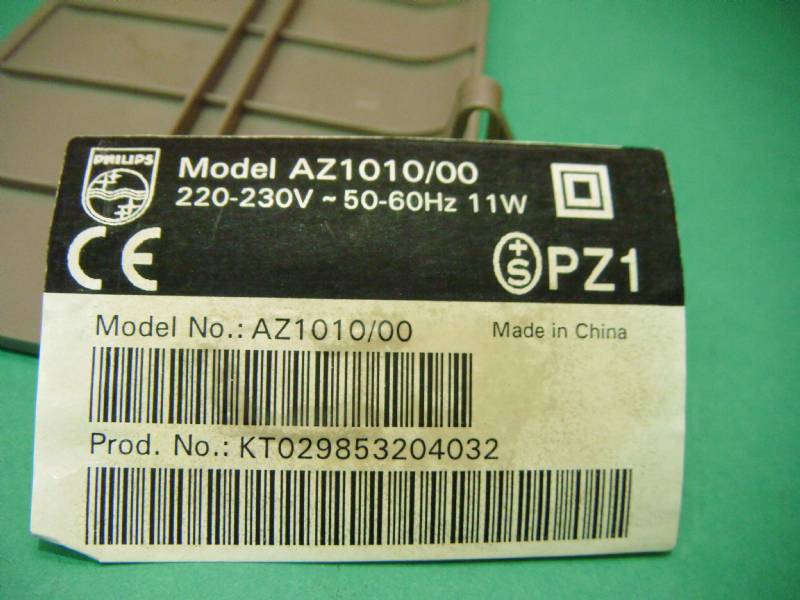 PHILIPS
Model AZ1010/00
220-230V ~ 50-60Hz 11W
CE
+S PZ1
Model No.: AZ1010/00
Made in China
Prod. No.: KT029853204032